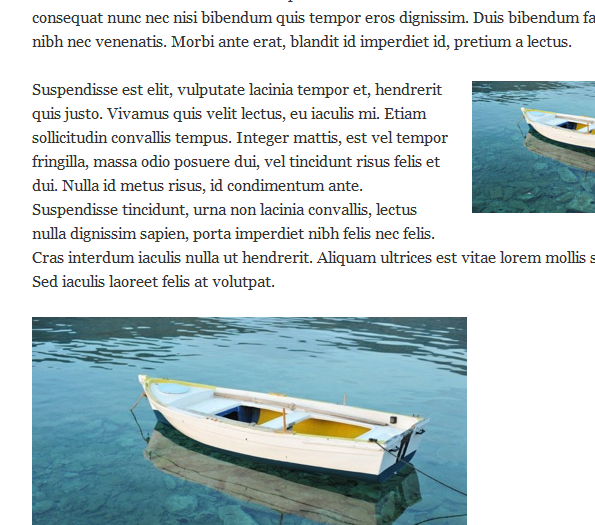 consequat nunc nec nisi bibendum quis tempor eros dignissim. Duis bibendum fa
nibh nec venenatis. Morbi ante erat, blandit id imperdiet id, pretium a lectus.
Suspendisse est elit, vulputate lacinia tempor et, hendrerit
quis justo. Vivamus quis velit lectus, eu iaculis mi. Etiam
sollicitudin convallis tempus. Integer mattis, est vel tempor
fringilla, massa odio posuere dui, vel tincidunt risus felis et
dui. Nulla id metus risus, id condimentum ante.
Suspendisse tincidunt, urna non lacinia convallis, lectus
nulla dignissim sapien, porta imperdiet nibh felis nec felis.
Cras interdum iaculis nulla ut hendrerit. Aliquam ultrices est vitae lorem mollis s
Sed iaculis laoreet felis at volutpat.